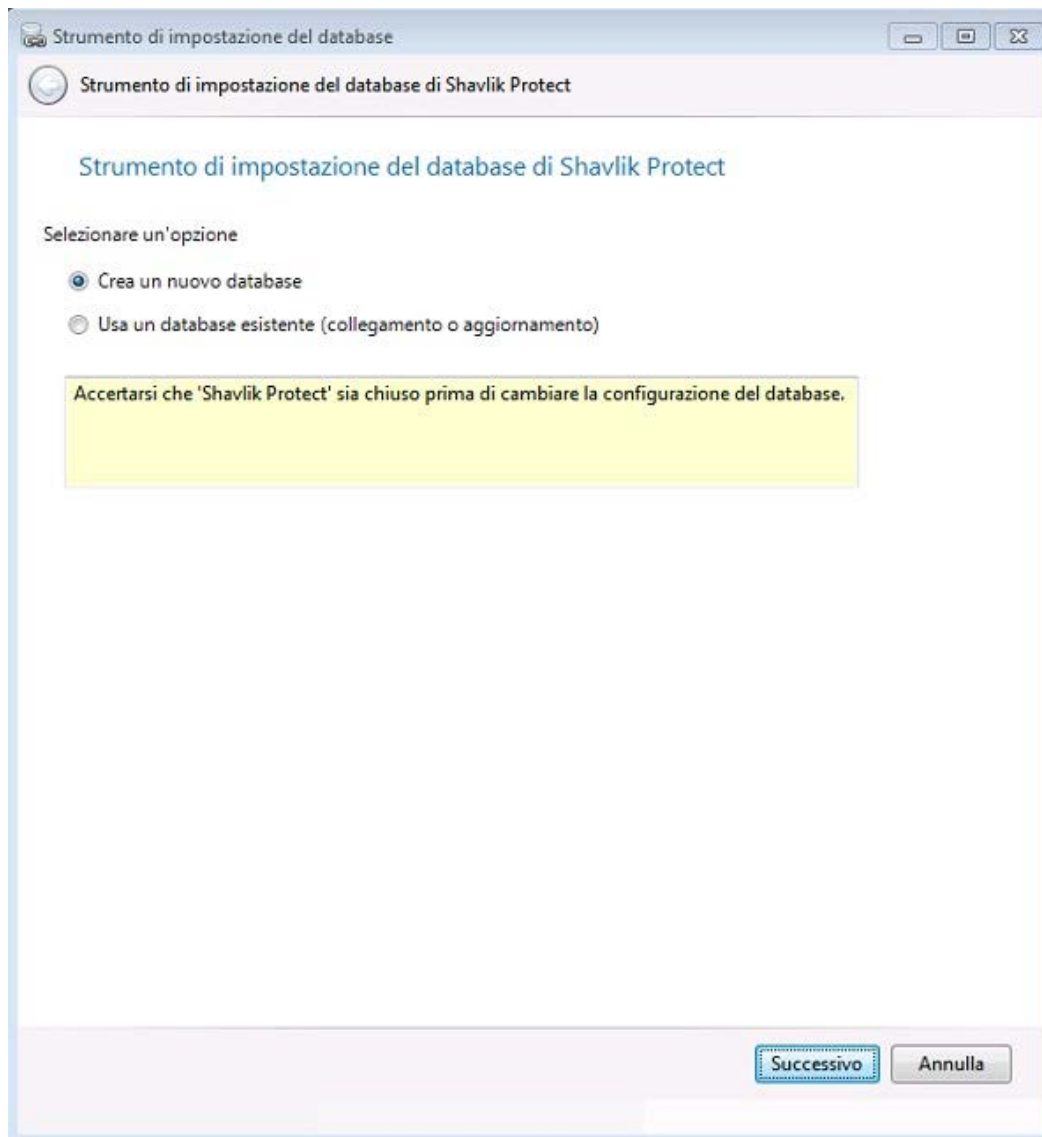 Strumento di impostazione del database
Strumento di impostazione del database di Shavlik Protect
Strumento di impostazione del database di Shavlik Protect
Selezionare un'opzione
Crea un nuovo database
Usa un database esistente (collegamento o aggiornamento)
Accertarsi che 'Shavlik Protect' sia chiuso prima di cambiare la configurazione del database.
Successivo
Annulla